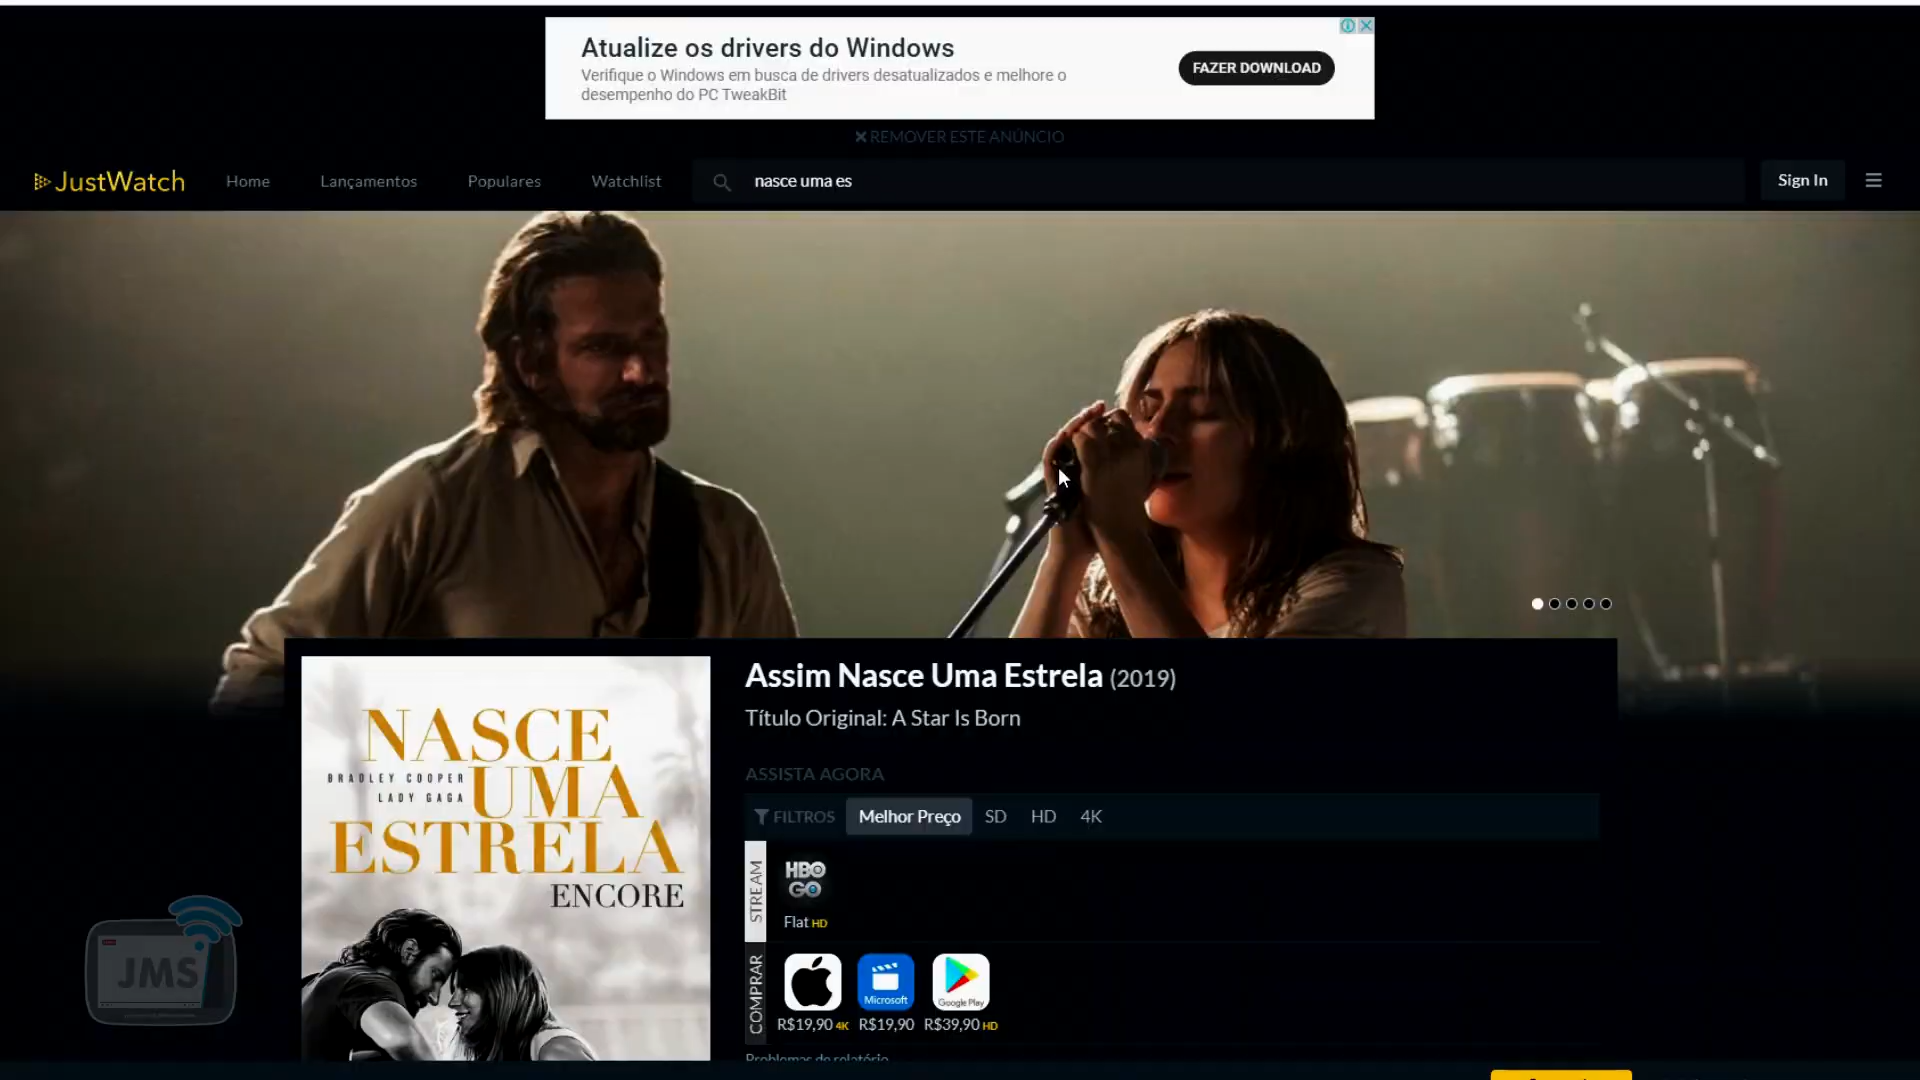 Atualize os drivers do Windows
Verifique o Windows em busca de drivers desatualizados e melhore o
desempenho do PC TweakBit
FAZER DOWNLOAD
REMOVER ESTE ANÚNCIO
JustWatch
Home
Lançamentos
Populares
Watchlist
nasce uma es
Sign In
Assim Nasce Uma Estrela (2019)
Título Original: A Star Is Born
ASSISTA AGORA
FILTROS
Melhor Preço
SD
HD
4K
STREAM
HBO
GO
Flat HD
COMPRAR
Microsoft
Google Play
R$19,90 4K
R$19,90
R$39,90 HD
Problemas de relatório
NASCE
BRADLEY COOPER
LADY GAGA
UMA
ESTRELA
ENCORE
JMS